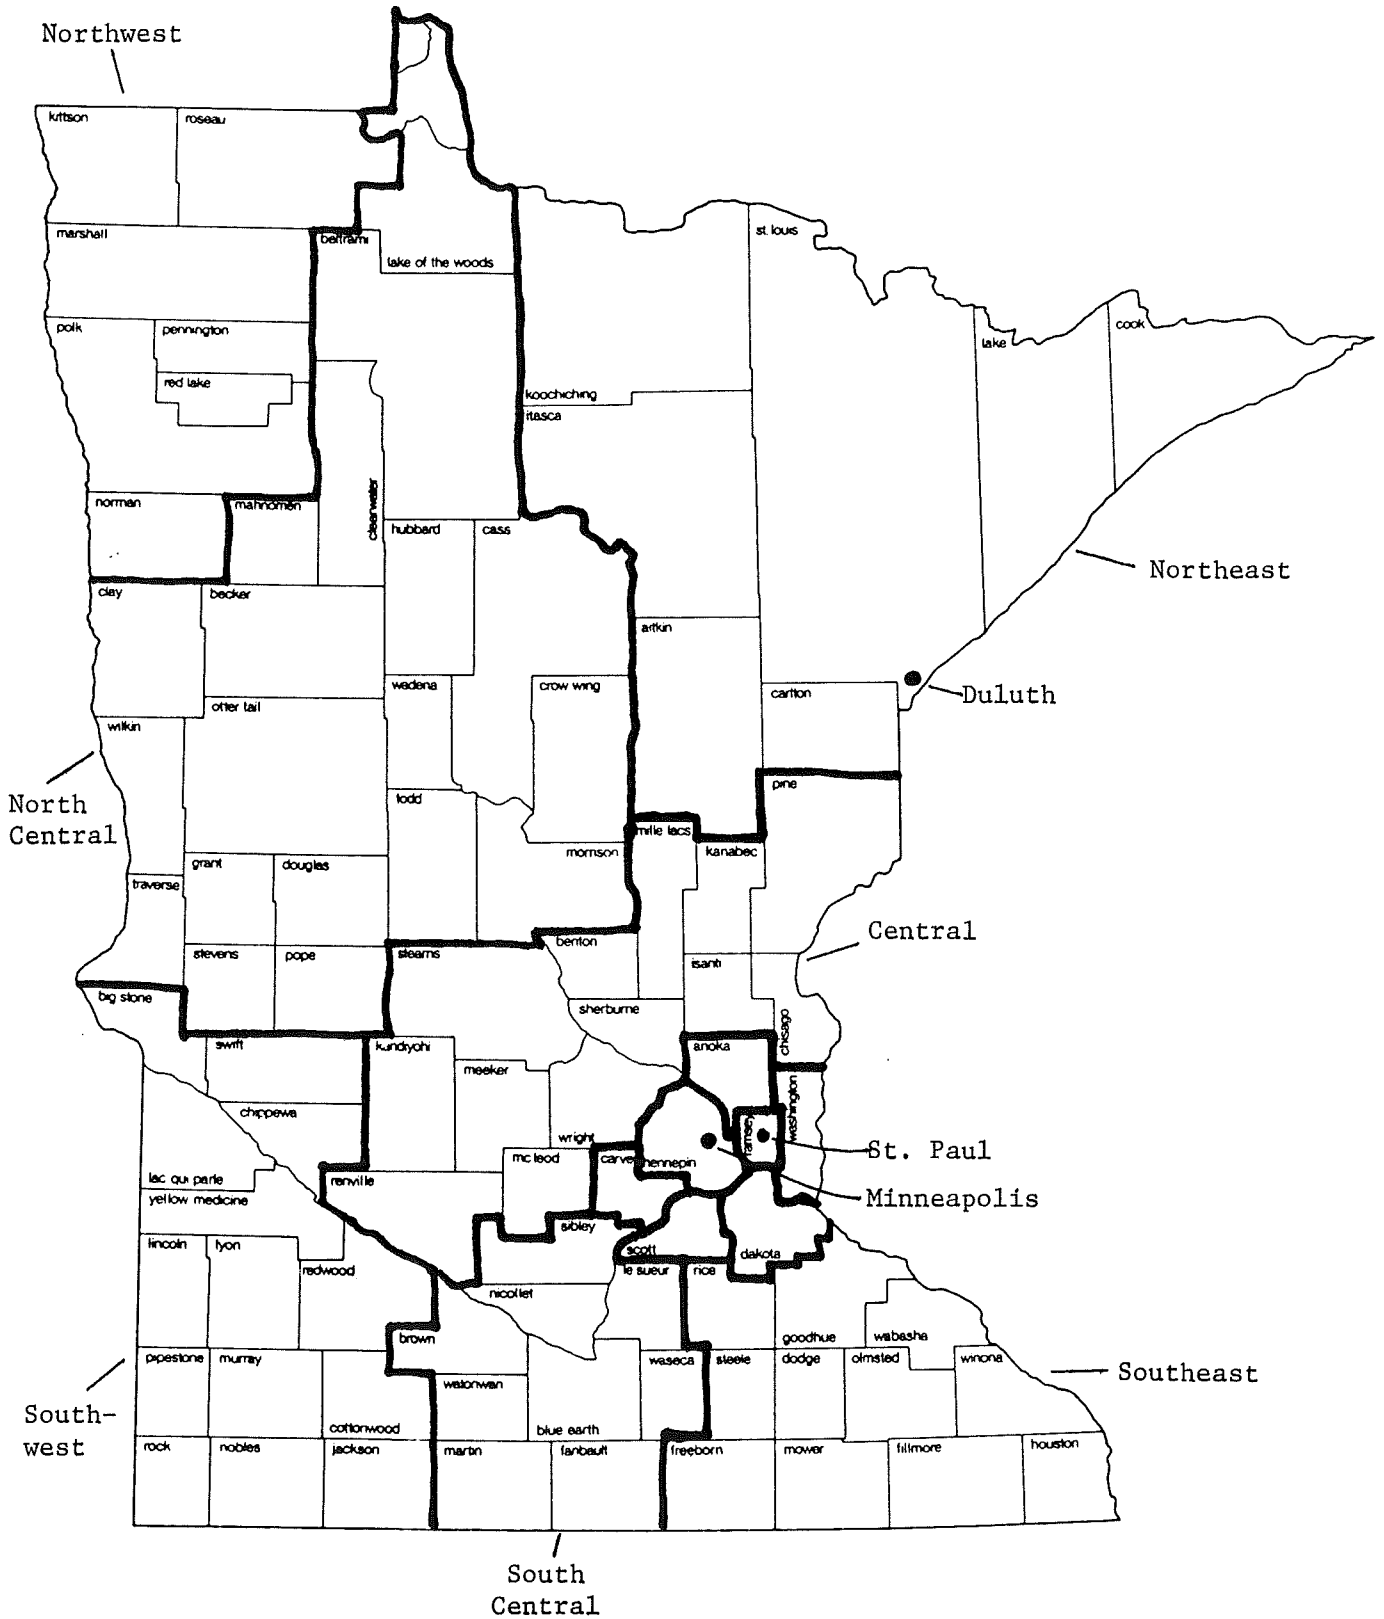 Northwest
kittson
roseau
marshall
beltrami
lake of the woods
st. louis
polk
pennington
red lake
lake
cook
koochiching
itasca
norman
mahnomen
clearwater
hubbard
cass
Northeast
clay
becker
aitkin
wadena
crow wing
carlton
Duluth
otter tail
wilkin
North
Central
todd
pine
mille lacs
kanabec
morrison
grant
douglas
traverse
stevens
pope
stearns
benton
Central
isanti
big stone
sherburne
chisago
swift
kandiyohi
anoka
meeker
chippewa
washington
wright
ramsey
St. Paul
mc leod
carver
hennepin
lac qui parle
renville
yellow medicine
Minneapolis
sibley
lincoln
lyon
scott
dakota
redwood
le sueur
rice
nicollet
brown
goodhue
wabasha
pipestone
murray
waseca
steele
dodge
olmsted
winona
Southeast
watonwan
South-
west
cottonwood
blue earth
rock
nobles
jackson
martin
faribault
freeborn
mower
fillmore
houston
South
Central